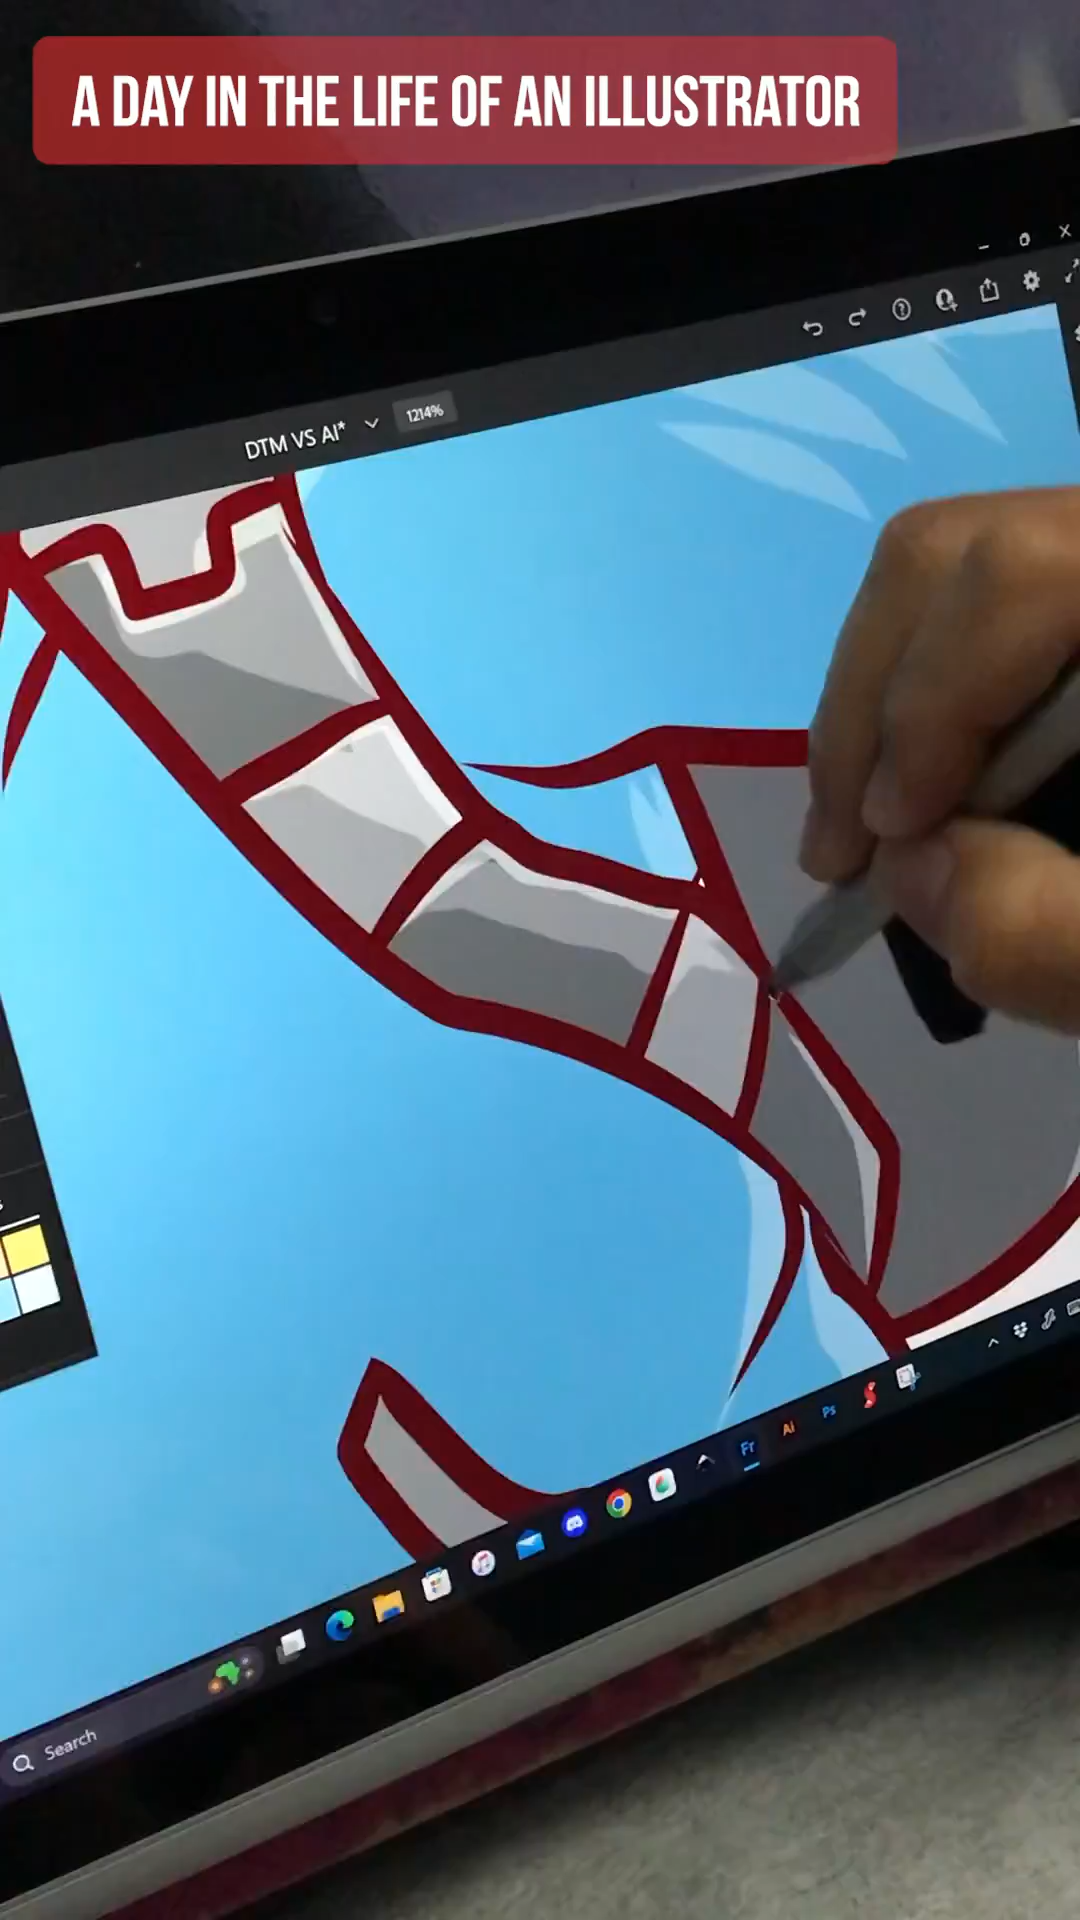 A DAY IN THE LIFE OF AN ILLUSTRATOR
DTM VS AI*
1214%
Fr
Ai
Ps
Search